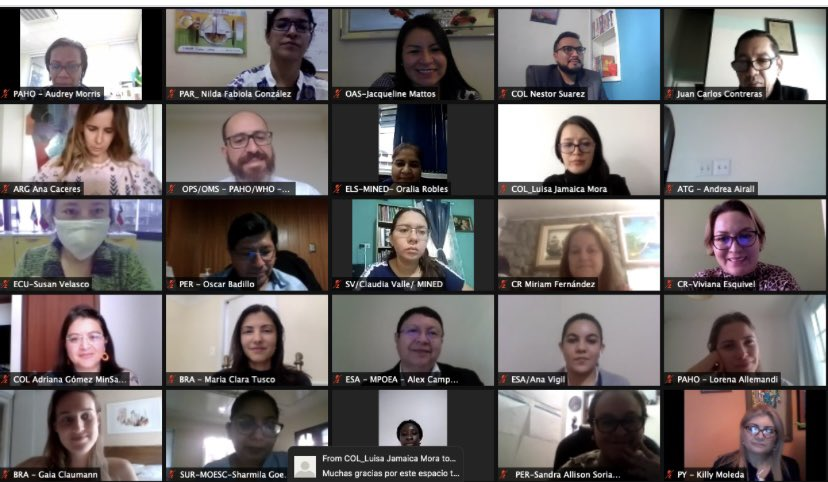 PAHO - Audrey Morris
PAR_ Nilda Fabiola González
OAS-Jacqueline Mattos
COL Nestor Suarez
Juan Carlos Contreras
ARG Ana Caceres
OPS/OMS - PAHO/WHO -...
ELS-MINED- Oralia Robles
COL_Luisa Jamaica Mora
ATG - Andrea Airall
ECU-Susan Velasco
PER - Oscar Badillo
SV/Claudia Valle/ MINED
CR Miriam Fernández
CR-Viviana Esquivel
COL Adriana Gómez MinSa...
BRA - Maria Clara Tusco
ESA - MPOEA - Alex Camp...
ESA/Ana Vigil
PAHO - Lorena Allemandi
BRA - Gaia Claumann
SUR-MOESC-Sharmila Goe...
From COL_Luisa Jamaica Mora to...
Muchas gracias por este espacio t...
PER-Sandra Allison Soria...
PY - Killy Moleda